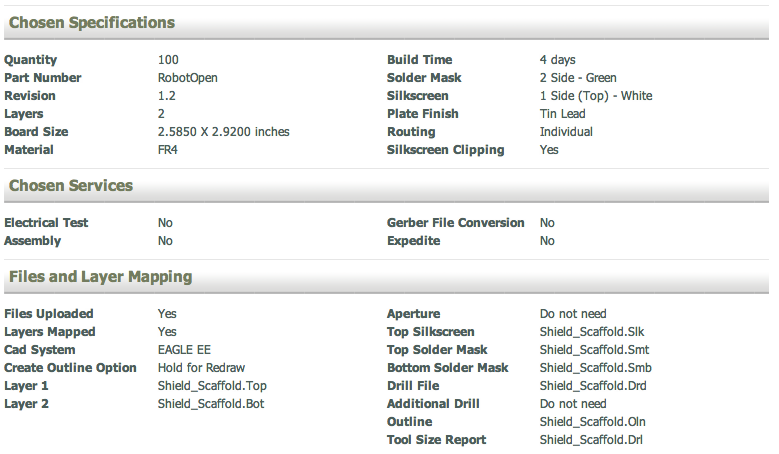 Chosen Specifications
Quantity 100 Build Time 4 days
Part Number RobotOpen Solder Mask 2 Side - Green
Revision 1.2 Silkscreen 1 Side (Top) - White
Layers 2 Plate Finish Tin Lead
Board Size 2.5850 X 2.9200 inches Routing Individual
Material FR4 Silkscreen Clipping Yes
Chosen Services
Electrical Test No Gerber File Conversion No
Assembly No Expedite No
Files and Layer Mapping
Files Uploaded Yes Aperture Do not need
Layers Mapped Yes Top Silkscreen Shield_Scaffold.Slk
Cad System EAGLE EE Top Solder Mask Shield_Scaffold.Smt
Create Outline Option Hold for Redraw Bottom Solder Mask Shield_Scaffold.Smb
Layer 1 Shield_Scaffold.Top Drill File Shield_Scaffold.Drd
Layer 2 Shield_Scaffold.Bot Additional Drill Do not need
Outline Shield_Scaffold.Oln
Tool Size Report Shield_Scaffold.Drl